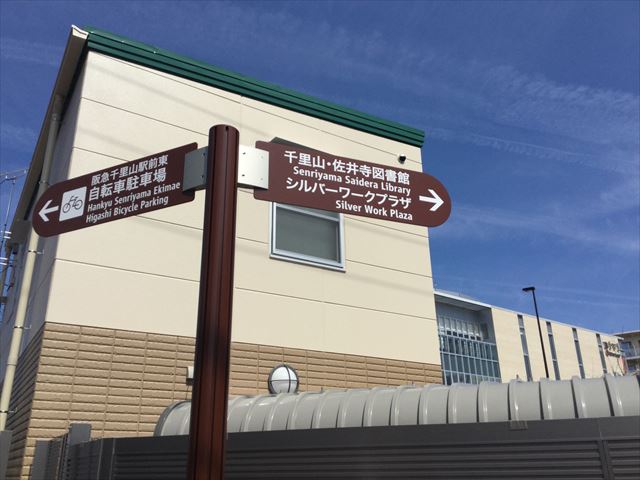 阪急千里山駅前東
自転車駐車場
Hankyu Senriyama Ekimae
Higashi Bicycle Parking
千里山・佐井寺図書館
Senriyama Saidera Library
シルバーワークプラザ
Silver Work Plaza